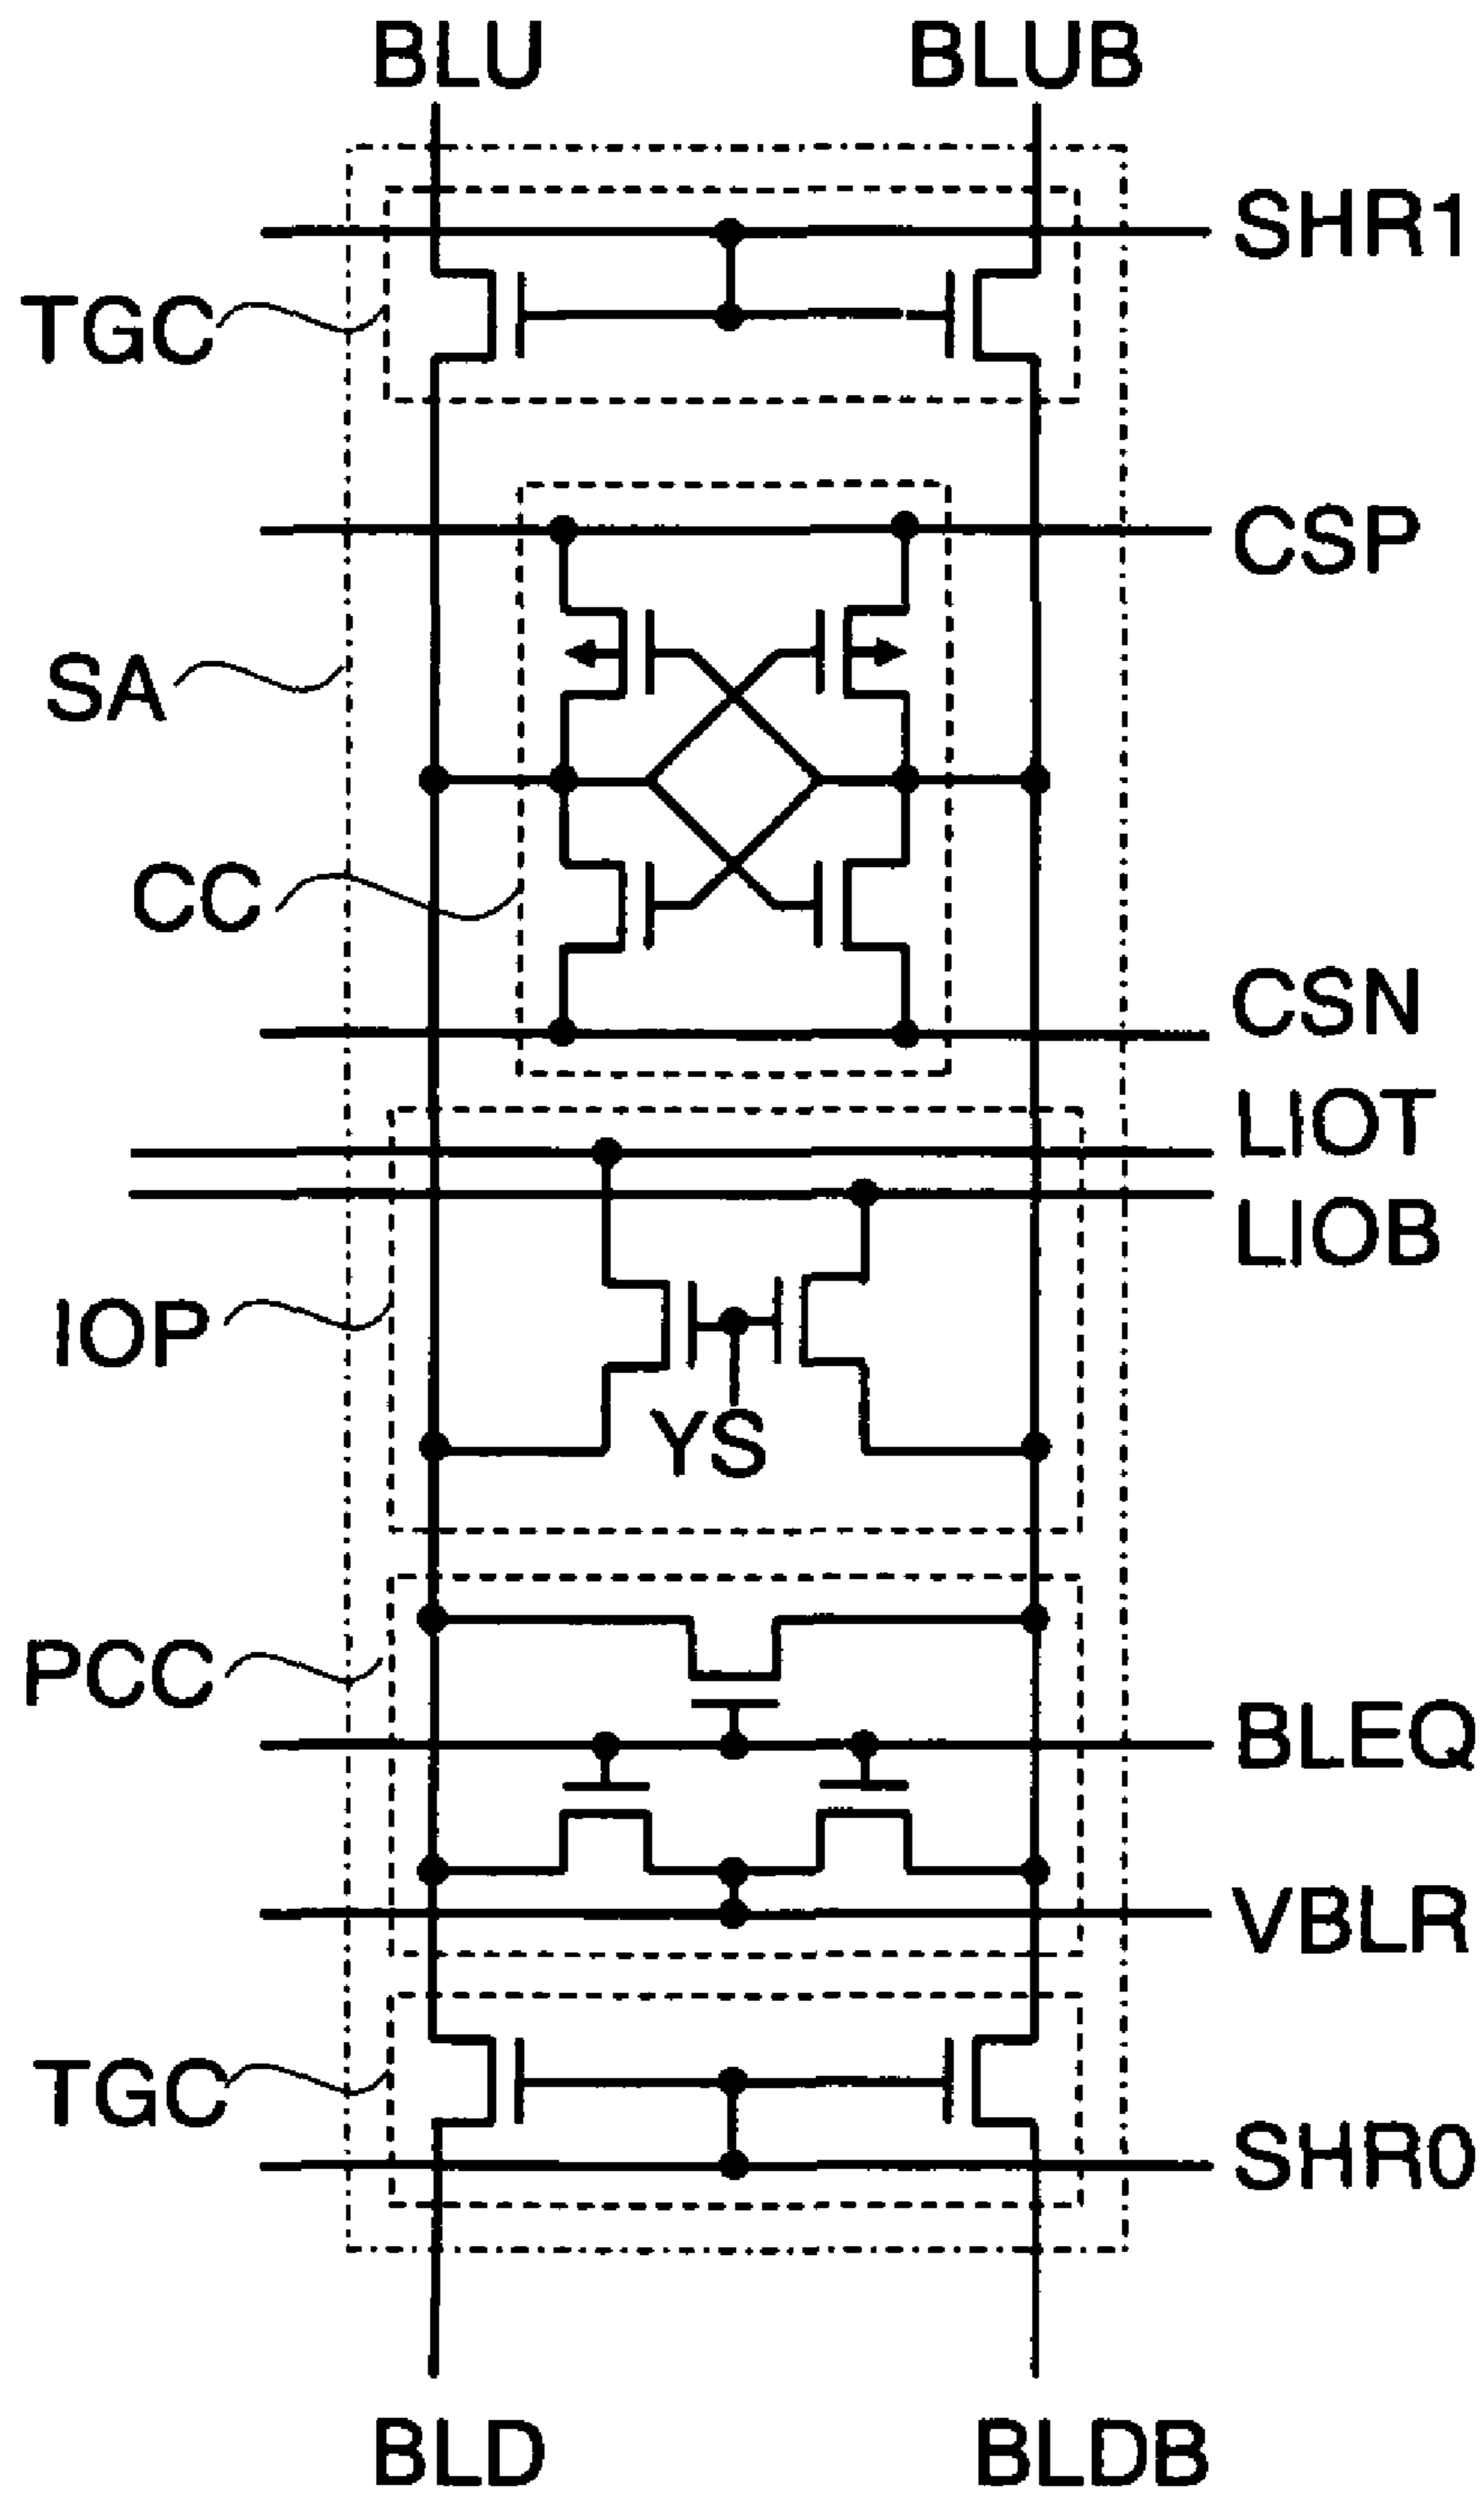 BLU BLUB
SHR1
TGC
CSP
SA
CC
CSN
LIOT
LIOB
IOP
YS
PCC
BLEQ
VBLR
TGC
SHR0
BLD BLDB